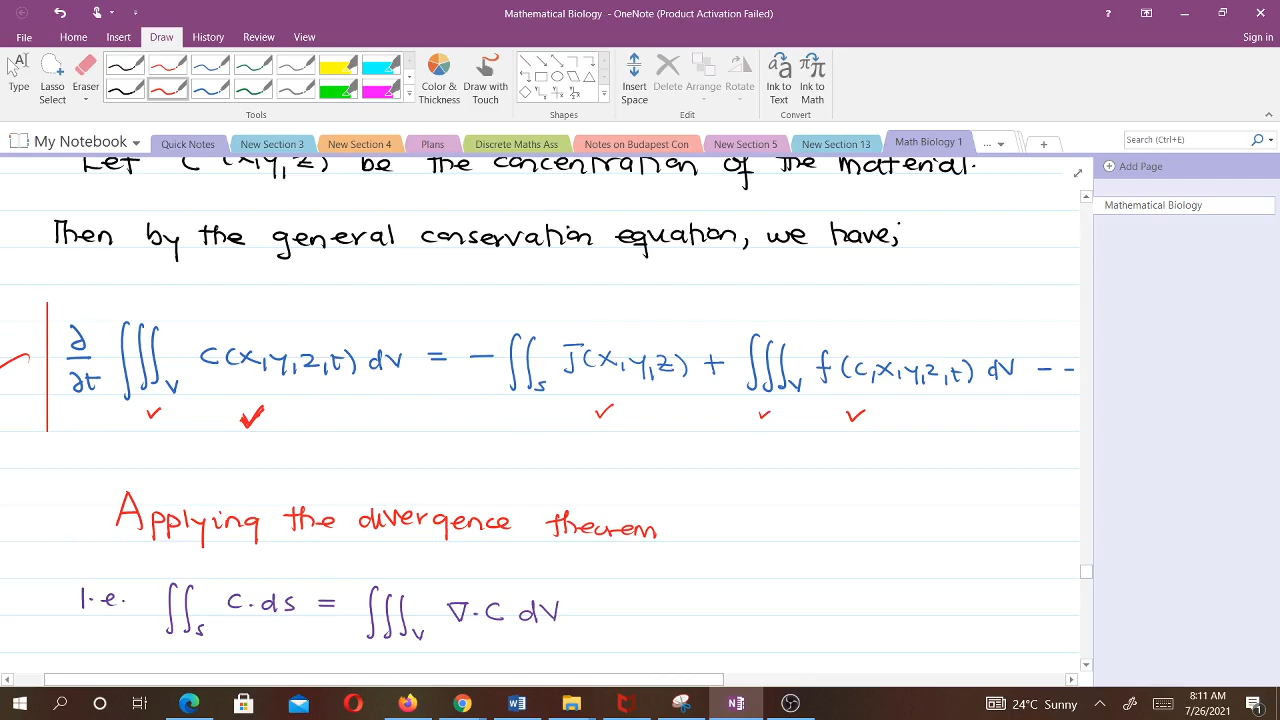 Mathematical Biology - OneNote (Product Activation Failed)
File Home Insert Draw History Review View Sign in
Type
Lasso Select
Eraser
Color & Thickness
Draw with Touch
Insert Space
Delete
Arrange
Rotate
Ink to Text
Ink to Math
Tools Shapes Edit Convert
My Notebook Quick Notes New Section 3 New Section 4 Plans Discrete Maths Ass Notes on Budapest Con New Section 5 New Section 13 Math Biology 1 ... Search (Ctrl+E)
Add Page
Mathematical Biology
Let C (x,y,z) be the concentration of the material.
Then by the general conservation equation, we have;
∂/∂t ∭_V C(x,y,z,t) dV = - ∬_S J(x,y,z) + ∭_V f(c,x,y,z,t) dV - -
Applying the divergence theorem
I.e. ∬_S C.ds = ∭_V ∇.C dV
24°C Sunny
8:11 AM
7/26/2021